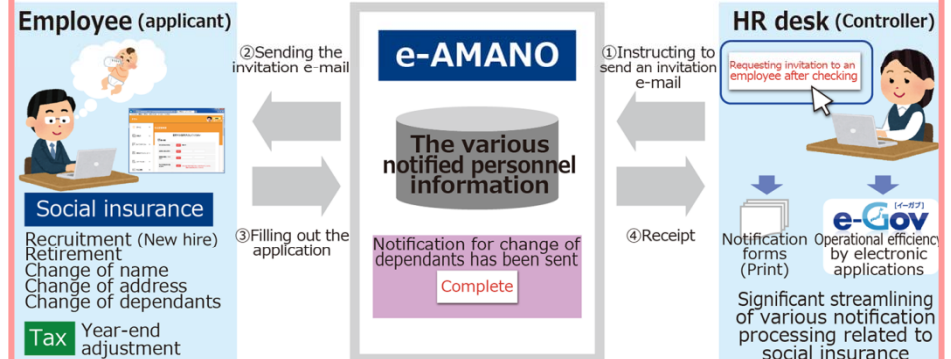 Employee (applicant)
Social insurance
Recruitment (New hire)
Retirement
Change of name
Change of address
Change of dependants
Tax
Year-end
adjustment
②Sending the
invitation e-mail
③Filling out the
application
e-AMANO
The various
notified personnel
information
Notification for change of
dependants has been sent
Complete
①Instructing to
send an invitation
e-mail
④Receipt
HR desk (Controller)
Requesting invitation to an
employee after checking
Notification
forms
(Print)
[イーガブ]
e-Gov
Operational efficiency
by electronic
applications
Significant streamlining
of various notification
processing related to
social insurance